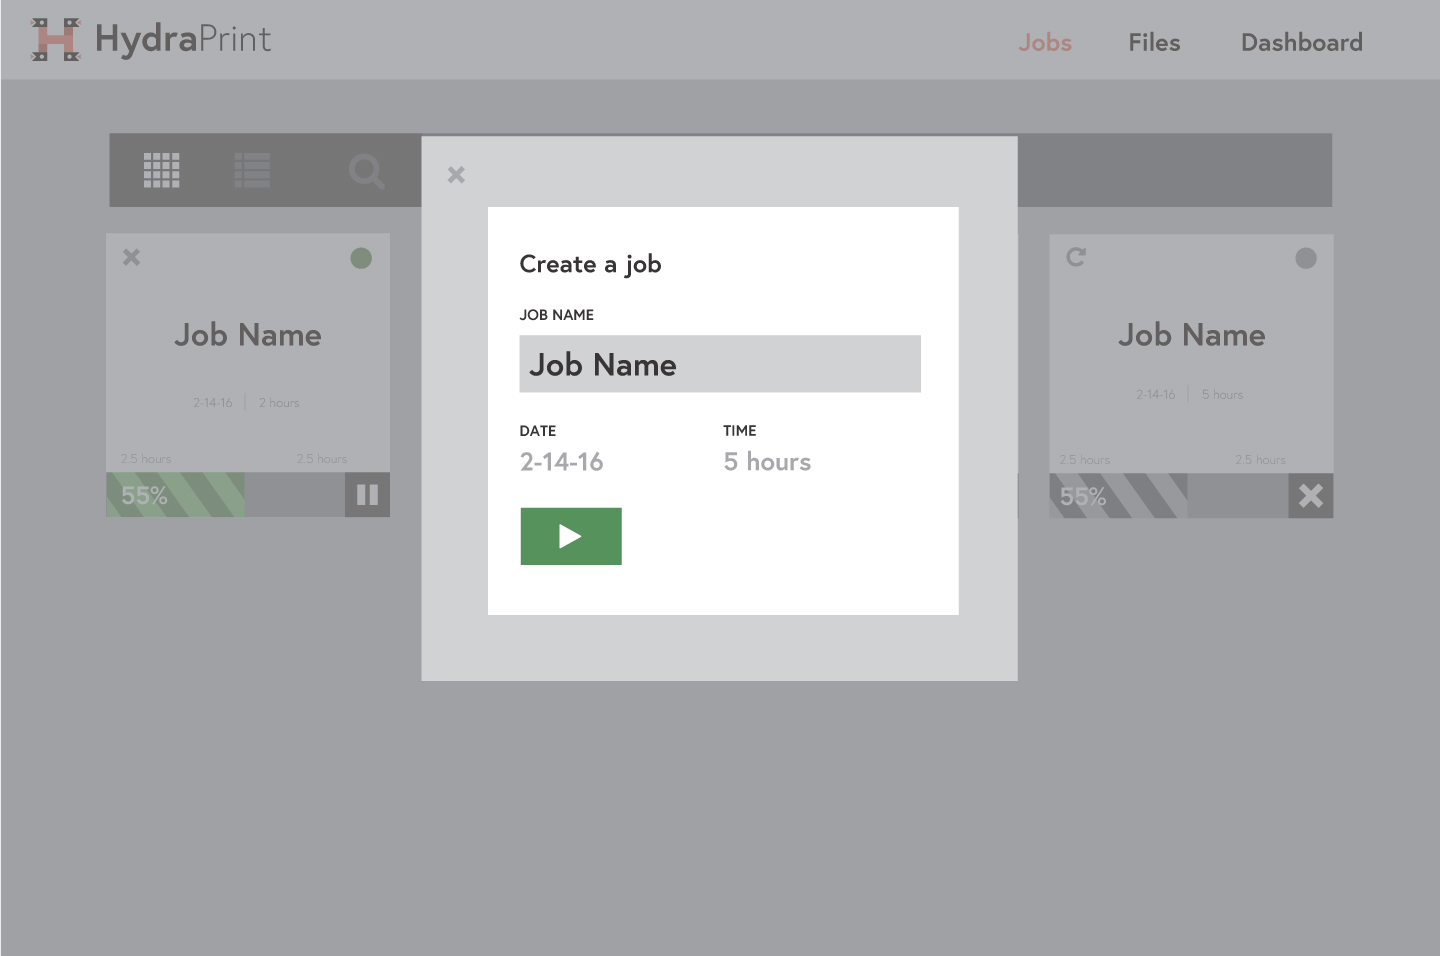 HydraPrint
Jobs Files Dashboard
Create a job
JOB NAME
Job Name
DATE TIME
2-14-16 5 hours
Job Name
2-14-16 2 hours
2.5 hours 2.5 hours
55%
Job Name
2-14-16 5 hours
2.5 hours 2.5 hours
55%